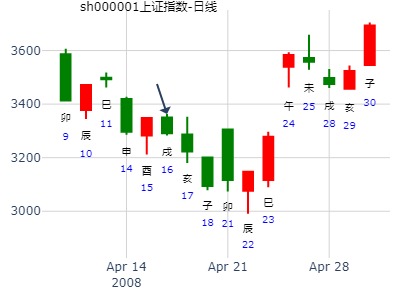 sh000001上证指数-日线
3600
3400
3200
3000
卯
9
辰
10
巳
11
申
14
酉
15
戌
16
亥
17
子
18
卯
21
辰
22
巳
23
午
24
未
25
戌
28
亥
29
子
30
Apr 14
2008
Apr 21
Apr 28